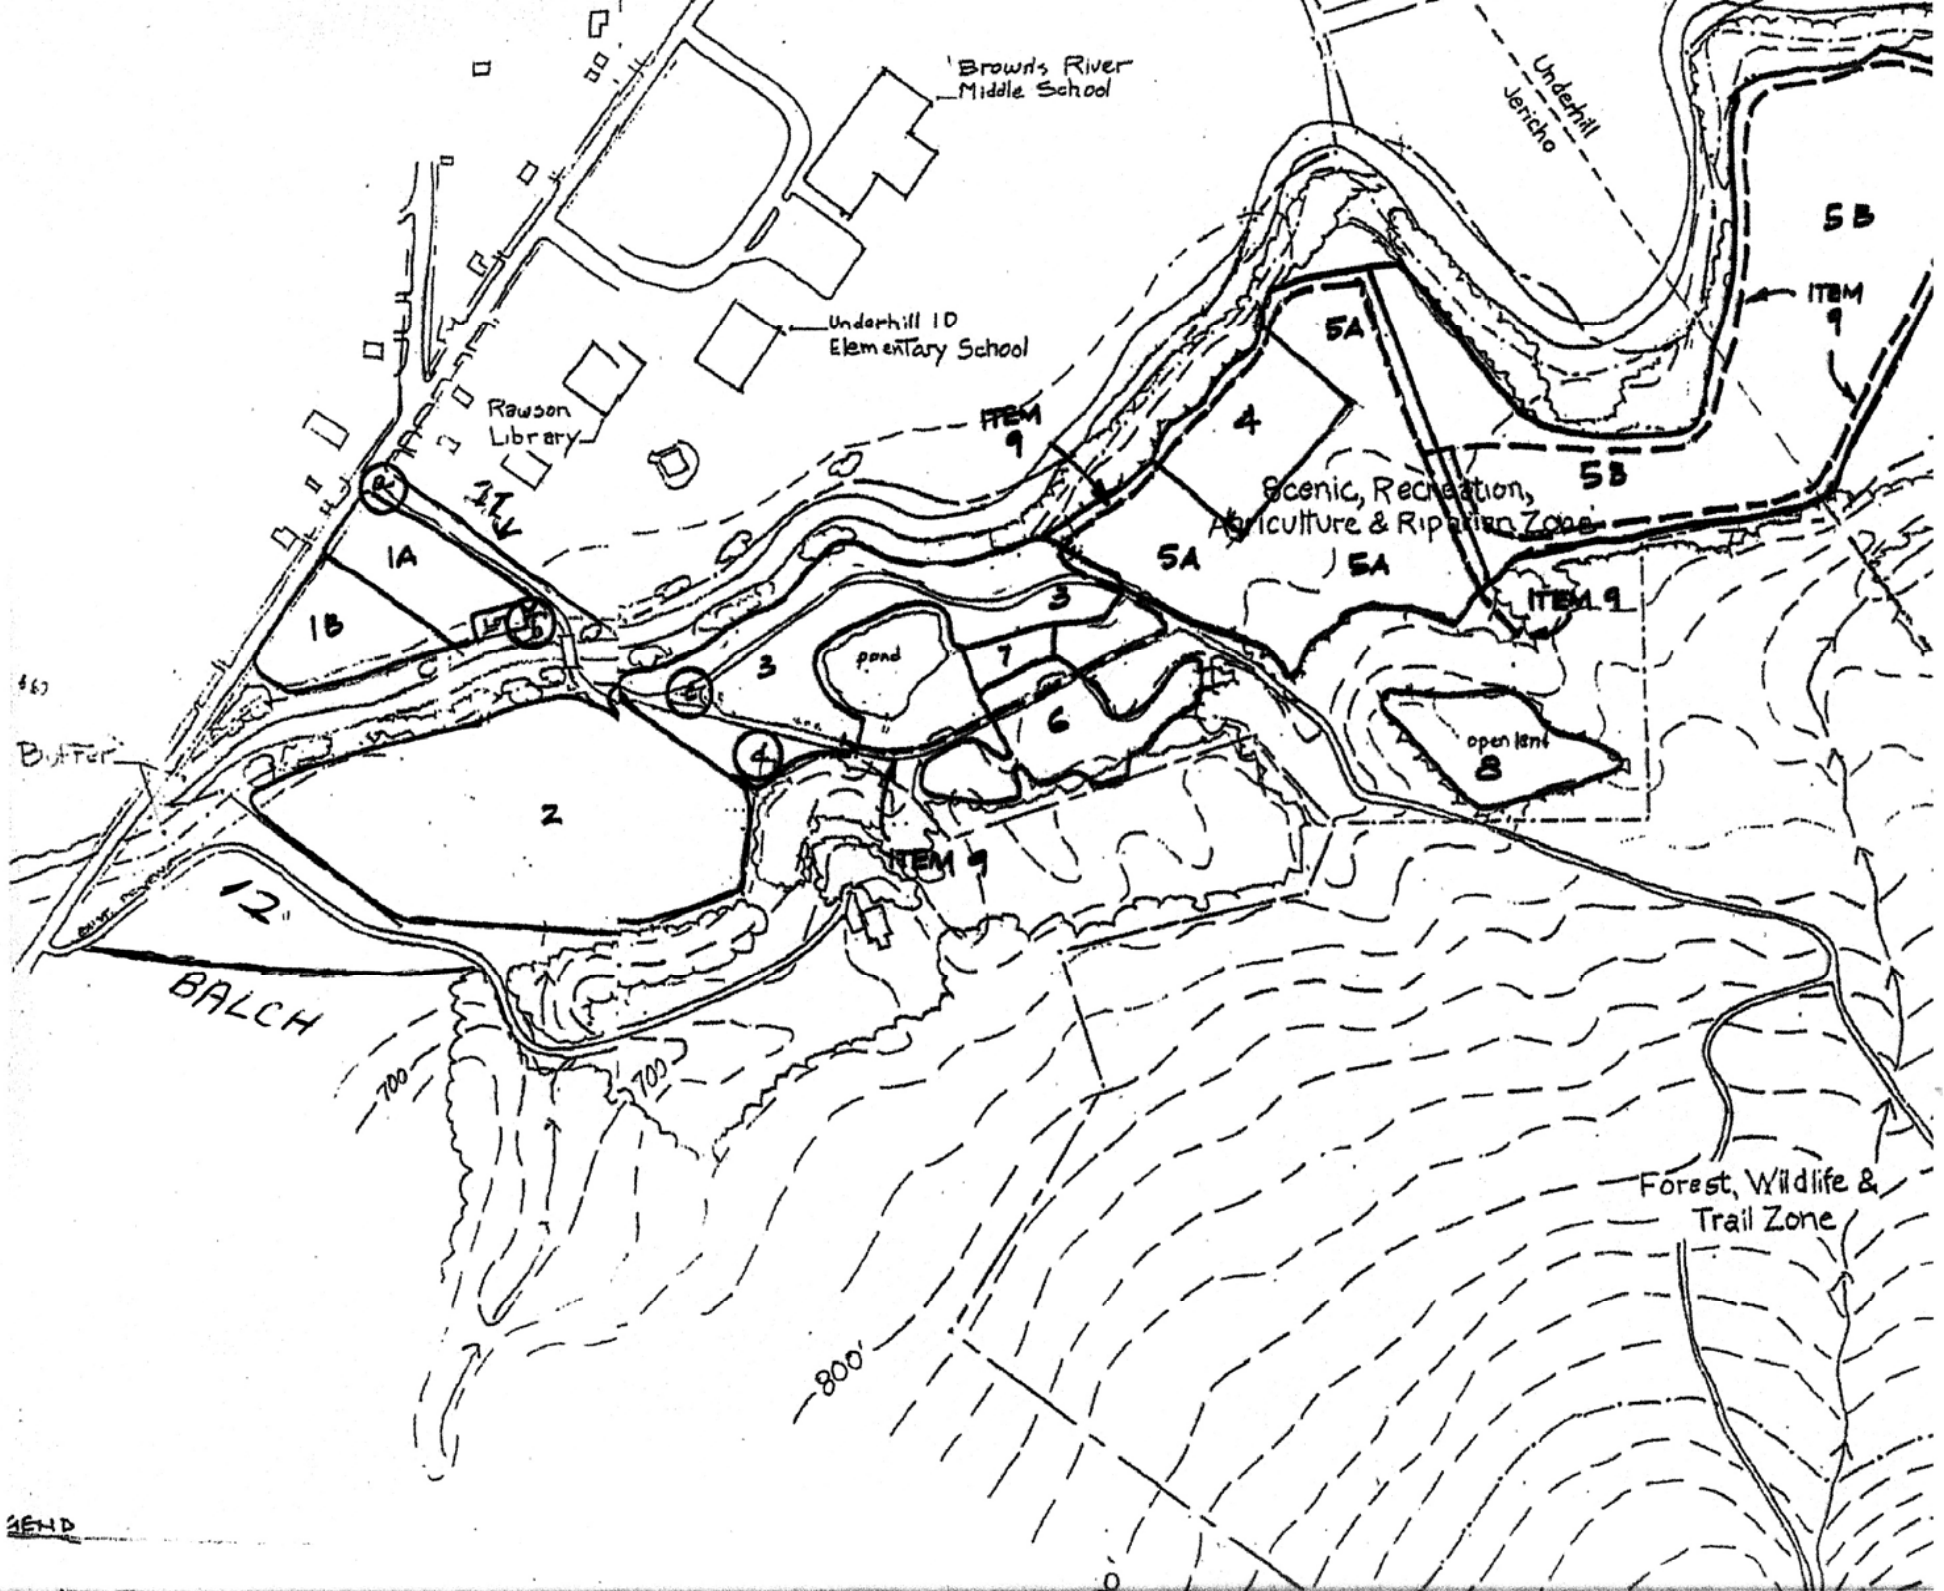 Brown's River
Middle School
Underhill
Jericho
5B
ITEM
9
Underhill ID
Elementary School
5A
Rawson
Library
ITEM
9
4
5B
Scenic, Recreation,
Agriculture & Riparian Zone
1A
5A
5A
ITEM 9
3
1B
3
pond
7
6
open land
8
Buffer
2
ITEM 9
12
BALCH
700
700
Forest, Wildlife &
Trail Zone
800'
GEND